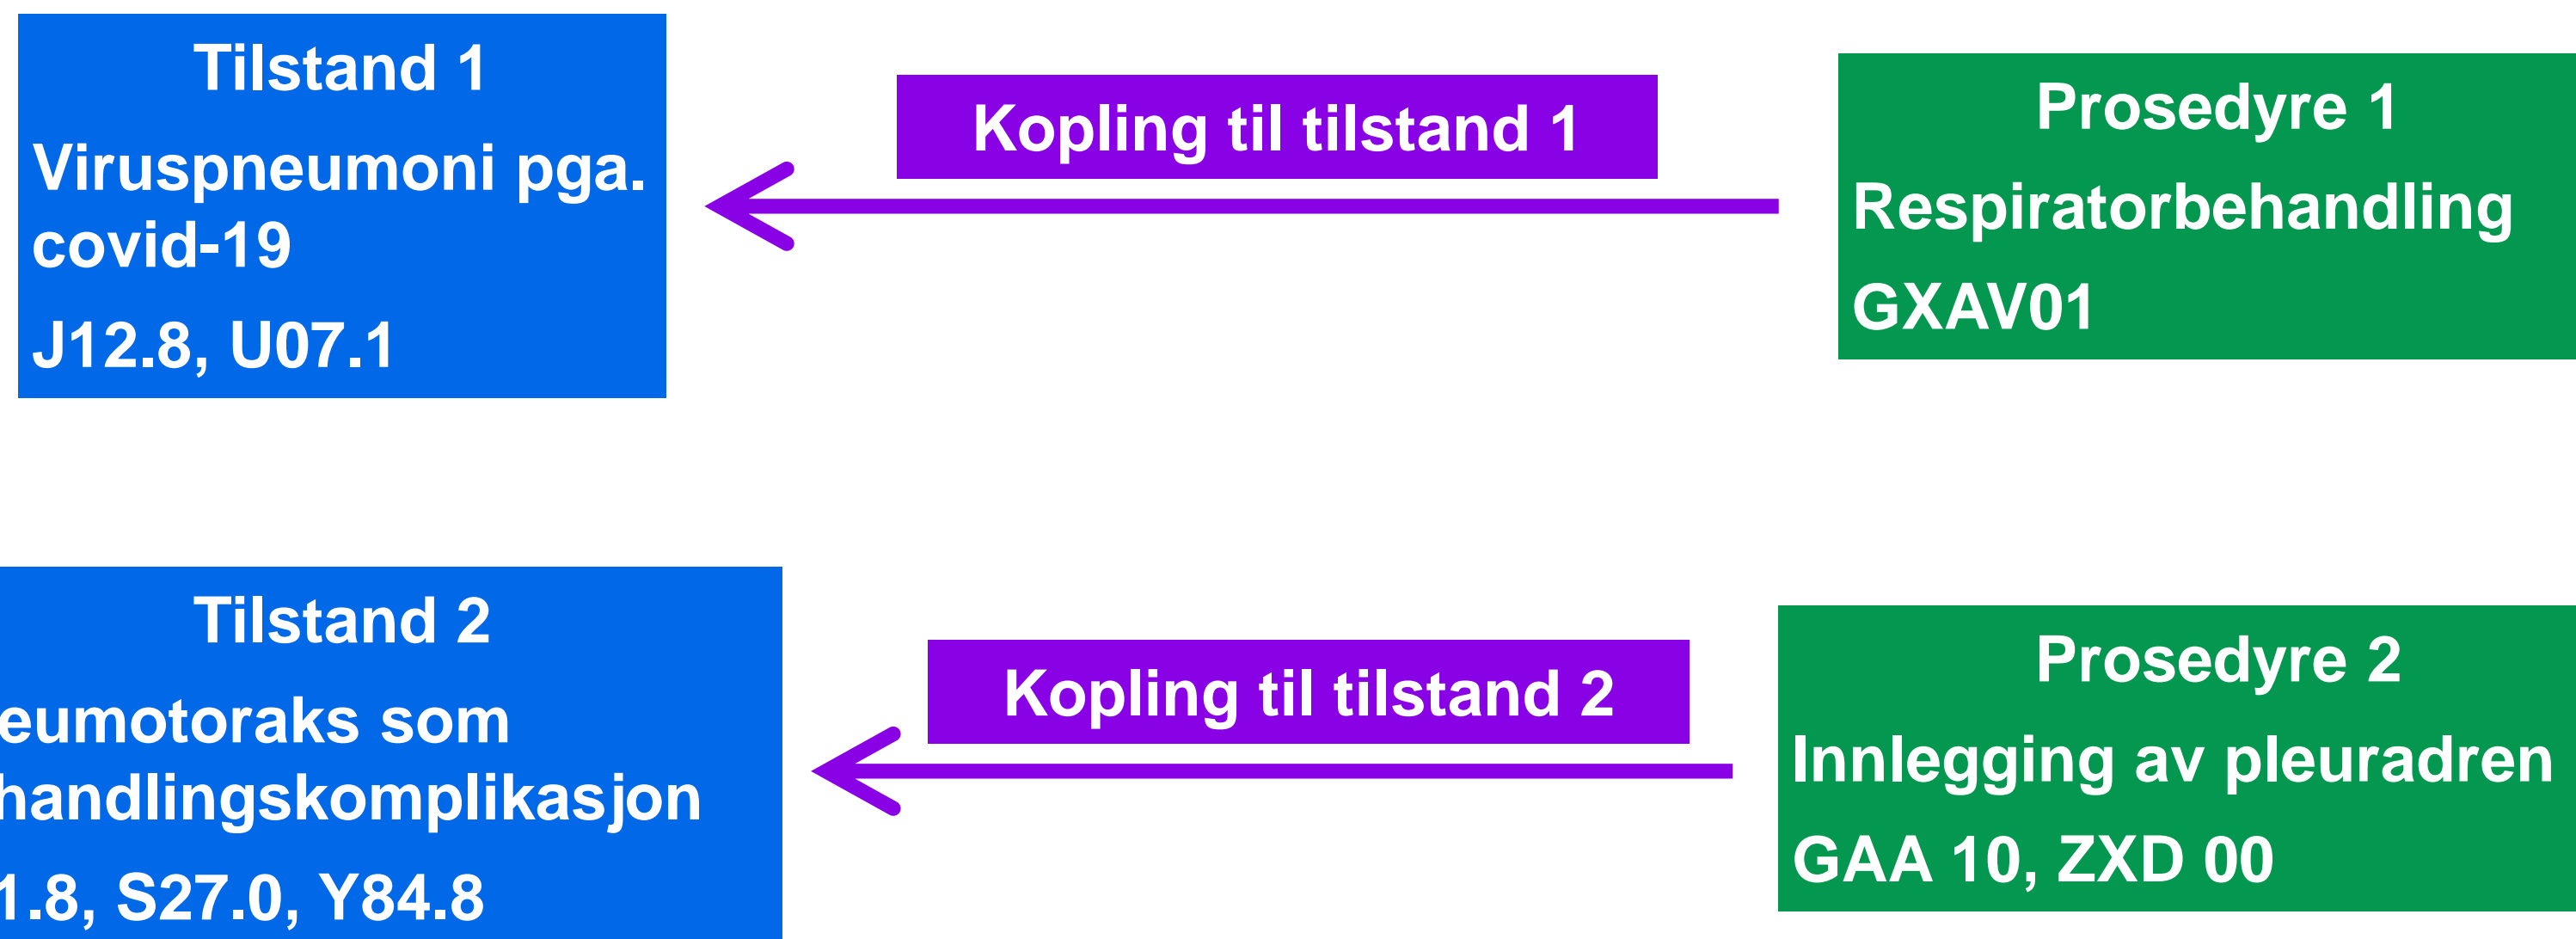 Tilstand 1
Viruspneumoni pga.
covid-19
J12.8, U07.1
Kopling til tilstand 1
Prosedyre 1
Respiratorbehandling
GXAV01
Tilstand 2
eumotoraks som
handlingskomplikasjon
1.8, S27.0, Y84.8
Kopling til tilstand 2
Prosedyre 2
Innlegging av pleuradren
GAA 10, ZXD 00